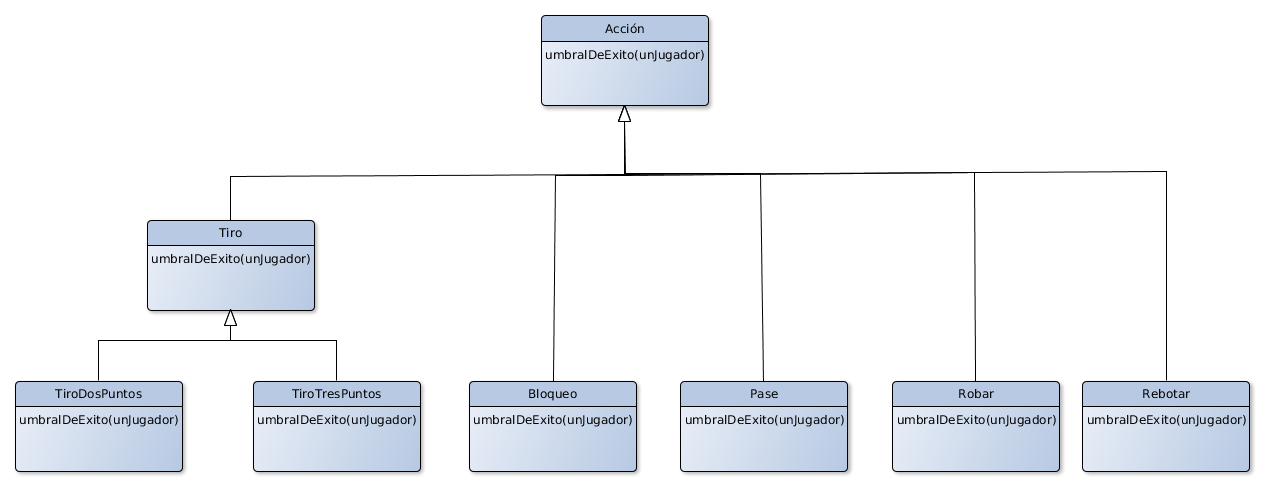 Acción
umbralDeExito(unJugador)
Tiro
umbralDeExito(unJugador)
TiroDosPuntos
umbralDeExito(unJugador)
TiroTresPuntos
umbralDeExito(unJugador)
Bloqueo
umbralDeExito(unJugador)
Pase
umbralDeExito(unJugador)
Robar
umbralDeExito(unJugador)
Rebotar
umbralDeExito(unJugador)